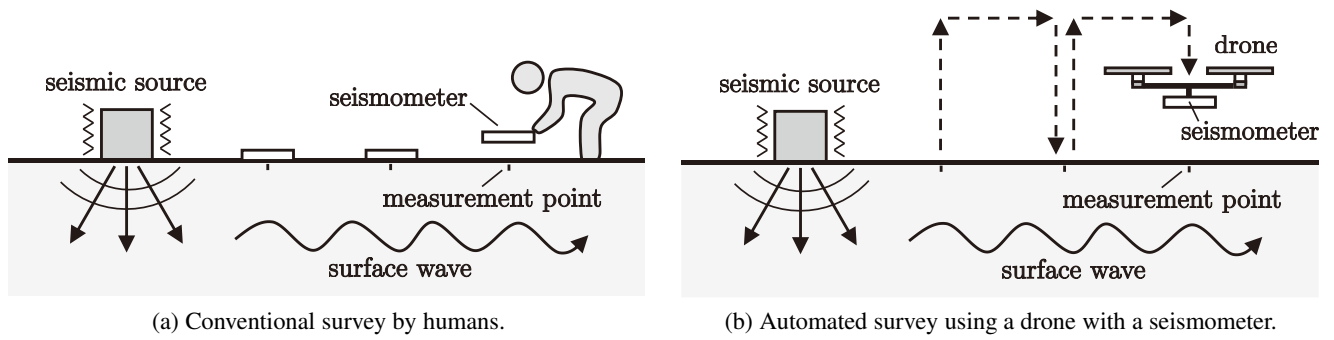 seismic source
seismometer
measurement point
surface wave
(a) Conventional survey by humans.
seismic source
drone
seismometer
measurement point
surface wave
(b) Automated survey using a drone with a seismometer.